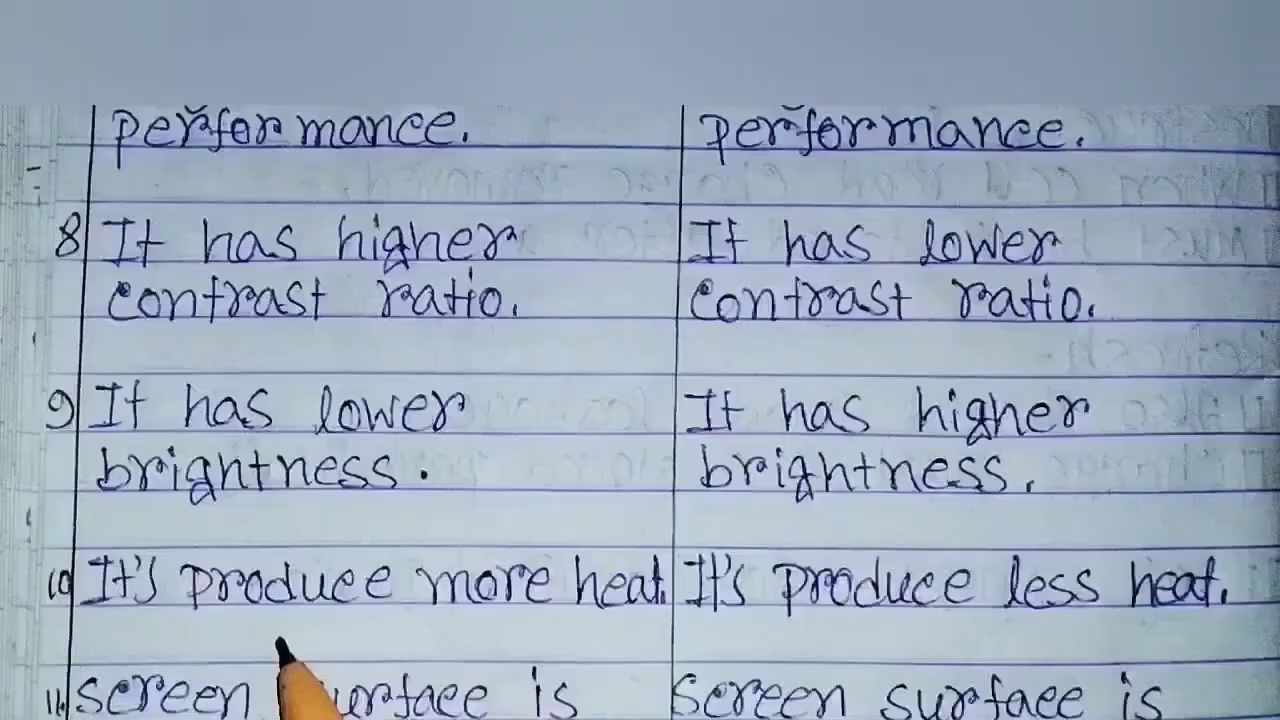 performance. performance.
8) It has higher It has lower
contrast ratio. contrast ratio.
9) It has lower It has higher
brightness. brightness.
10) It's produce more heat. It's produce less heat.
11) screen surface is screen surface is